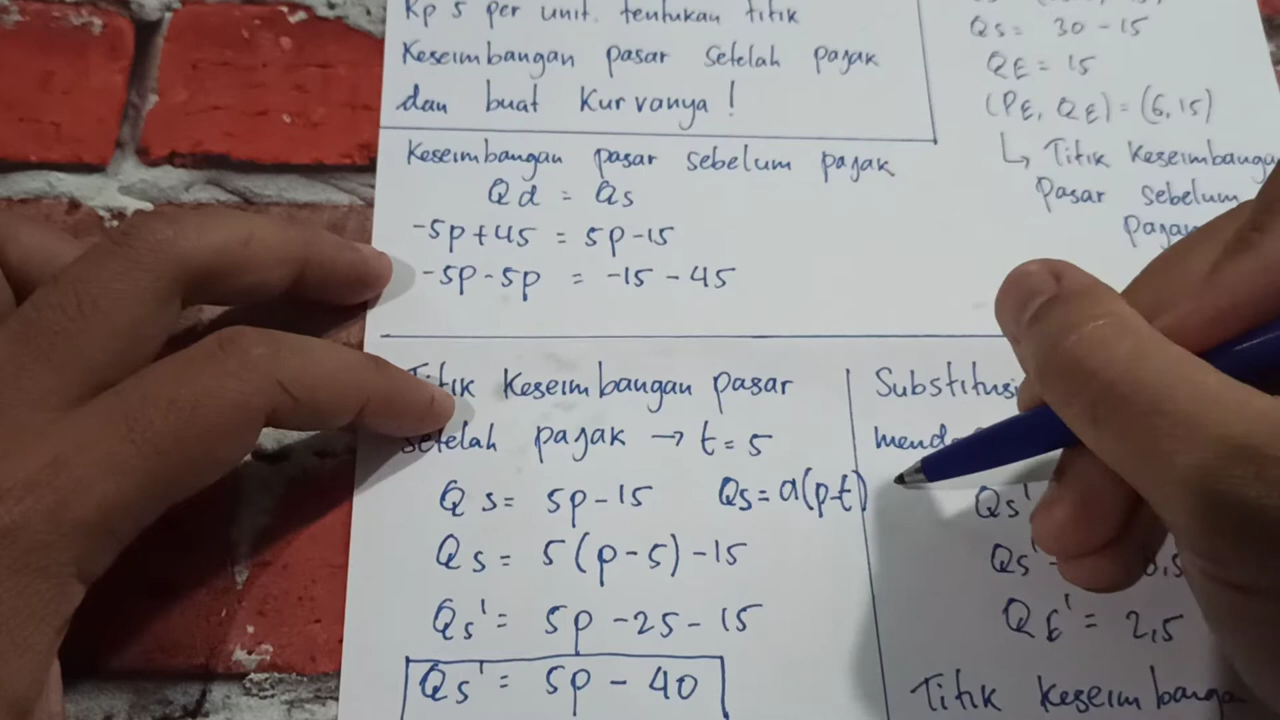 Rp 5 per unit. tentukan titik
Keseimbangan pasar setelah pajak
dan buat Kurvanya !
Keseimbangan pasar sebelum pajak
Qd = Qs
-5p+45 = 5p-15
-5p-5p = -15-45
Qs = 30-15
QE = 15
(PE, QE) = (6,15)
↳ Titik Keseimbanga
Pasar sebelum
Titik Keseimbangan pasar
setelah pajak → t = 5
Qs = 5p-15 Qs = a(p-t)
Qs = 5(p-5)-15
Qs' = 5p-25-15
Qs' = 5p-40
Substitusi
Qs'
Qs
QE' = 2,5
Titik Keseimbangan